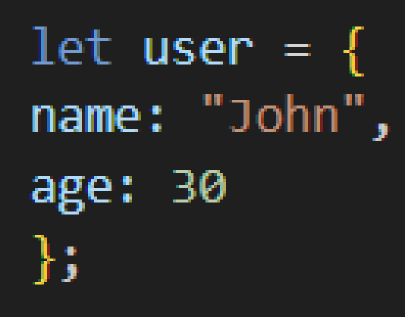 let user = {
name: "John",
age: 30
};